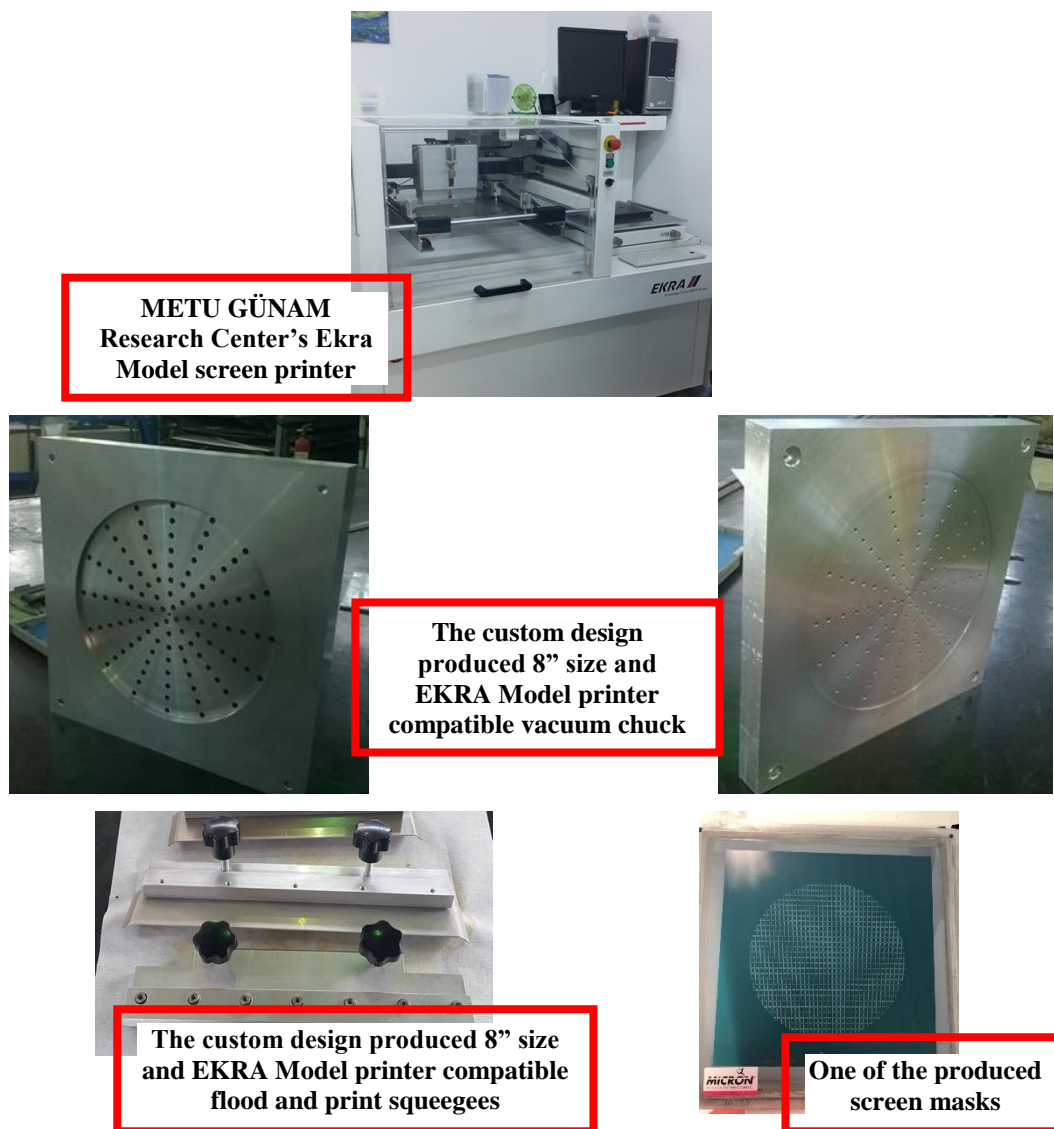 EKRA
METU GÜNAM
Research Center’s Ekra
Model screen printer
The custom design
produced 8” size and
EKRA Model printer
compatible vacuum chuck
The custom design produced 8” size
and EKRA Model printer compatible
flood and print squeegees
MICRON
One of the produced
screen masks